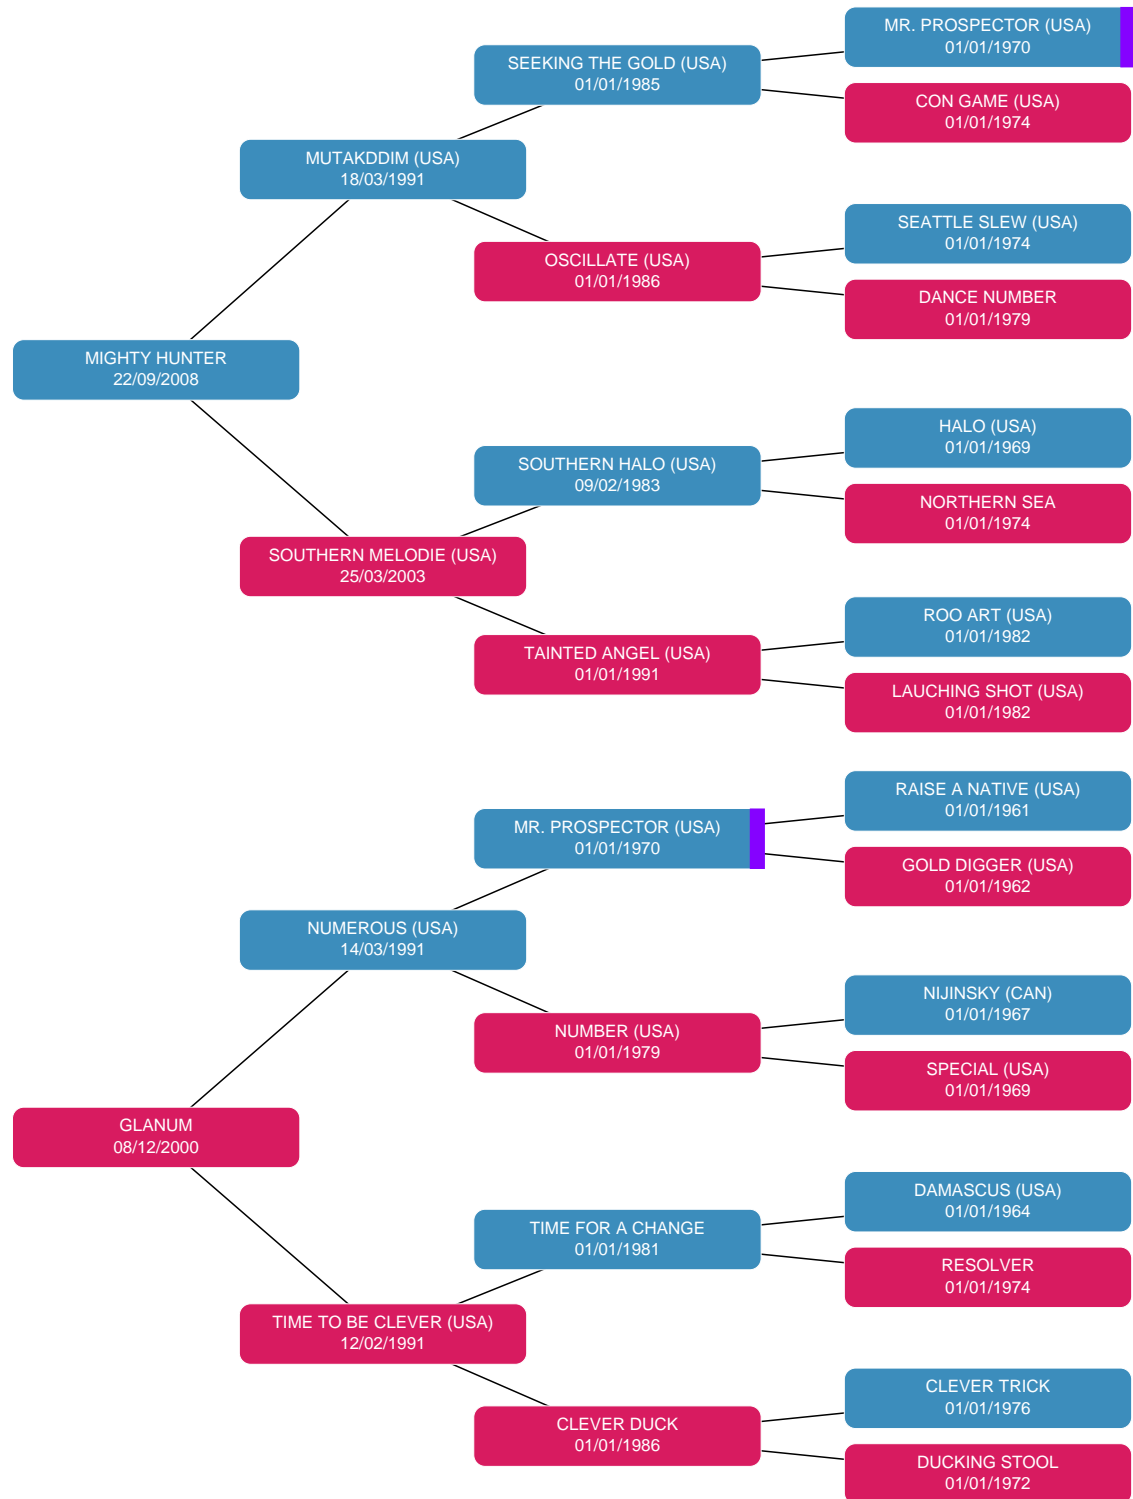 MR. PROSPECTOR (USA)
01/01/1970
SEEKING THE GOLD (USA)
01/01/1985
CON GAME (USA)
01/01/1974
MUTAKDDIM (USA)
18/03/1991
SEATTLE SLEW (USA)
01/01/1974
OSCILLATE (USA)
01/01/1986
DANCE NUMBER
01/01/1979
MIGHTY HUNTER
22/09/2008
HALO (USA)
01/01/1969
SOUTHERN HALO (USA)
09/02/1983
NORTHERN SEA
01/01/1974
SOUTHERN MELODIE (USA)
25/03/2003
ROO ART (USA)
01/01/1982
TAINTED ANGEL (USA)
01/01/1991
LAUCHING SHOT (USA)
01/01/1982
RAISE A NATIVE (USA)
01/01/1961
MR. PROSPECTOR (USA)
01/01/1970
GOLD DIGGER (USA)
01/01/1962
NUMEROUS (USA)
14/03/1991
NIJINSKY (CAN)
01/01/1967
NUMBER (USA)
01/01/1979
SPECIAL (USA)
01/01/1969
GLANUM
08/12/2000
DAMASCUS (USA)
01/01/1964
TIME FOR A CHANGE
01/01/1981
RESOLVER
01/01/1974
TIME TO BE CLEVER (USA)
12/02/1991
CLEVER TRICK
01/01/1976
CLEVER DUCK
01/01/1986
DUCKING STOOL
01/01/1972